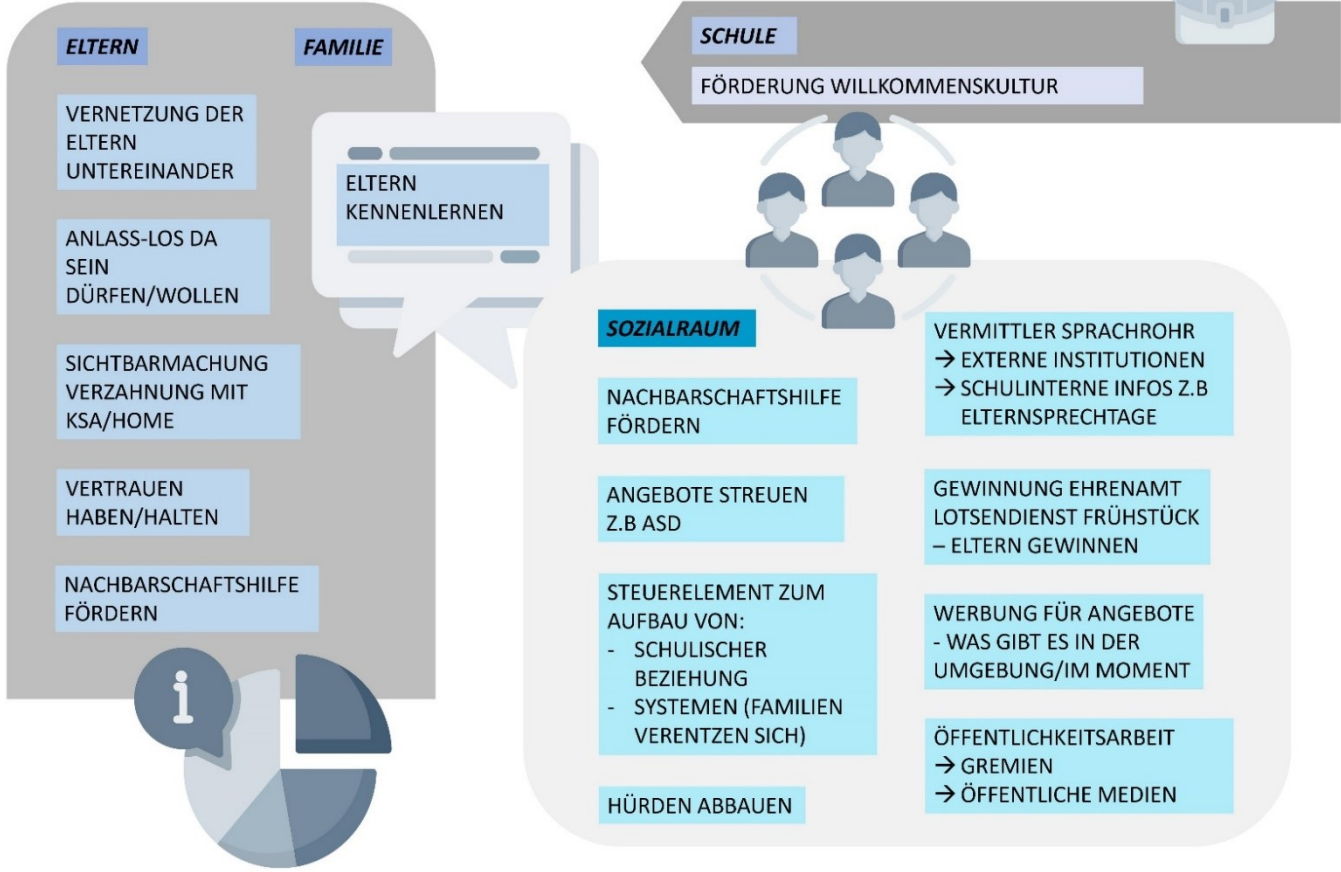 ELTERN
FAMILIE
VERNETZUNG DER
ELTERN
UNTEREINANDER
ANLASS-LOS DA
SEIN
DÜRFEN/WOLLEN
SICHTBARMACHUNG
VERZAHNUNG MIT
KSA/HOME
VERTRAUEN
HABEN/HALTEN
NACHBARSCHAFTSHILFE
FÖRDERN
i
ELTERN
KENNENLERNEN
SCHULE
FÖRDERUNG WILLKOMMENSKULTUR
SOZIALRAUM
NACHBARSCHAFTSHILFE
FÖRDERN
ANGEBOTE STREUEN
Z.B ASD
STEUERELEMENT ZUM
AUFBAU VON:
- SCHULISCHER
BEZIEHUNG
- SYSTEMEN (FAMILIEN
VERENTZEN SICH)
HÜRDEN ABBAUEN
VERMITTLER SPRACHROHR
→ EXTERNE INSTITUTIONEN
→ SCHULINTERNE INFOS Z.B
ELTERNSPRECHTAGE
GEWINNUNG EHRENAMT
LOTSENDIENST FRÜHSTÜCK
– ELTERN GEWINNEN
WERBUNG FÜR ANGEBOTE
- WAS GIBT ES IN DER
UMGEBUNG/IM MOMENT
ÖFFENTLICHKEITSARBEIT
→ GREMIEN
→ ÖFFENTLICHE MEDIEN